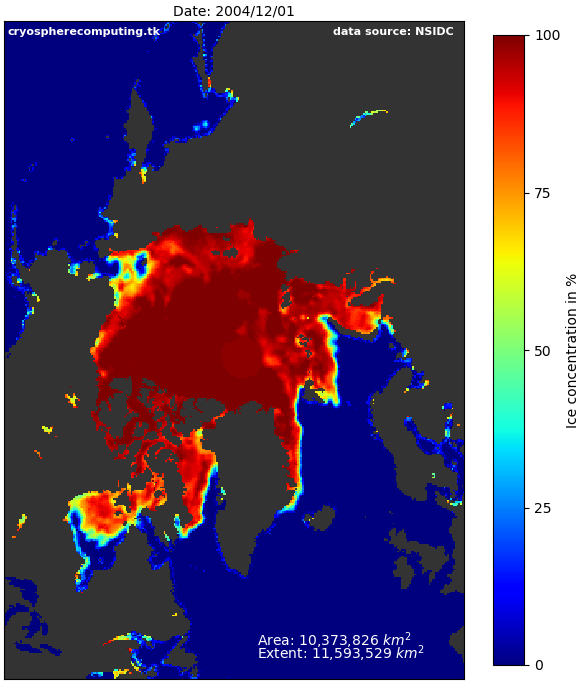 Date: 2004/12/01
cryospherecomputing.tk
data source: NSIDC
100
75
50
25
0
Ice concentration in %
Area: 10,373,826 km²
Extent: 11,593,529 km²